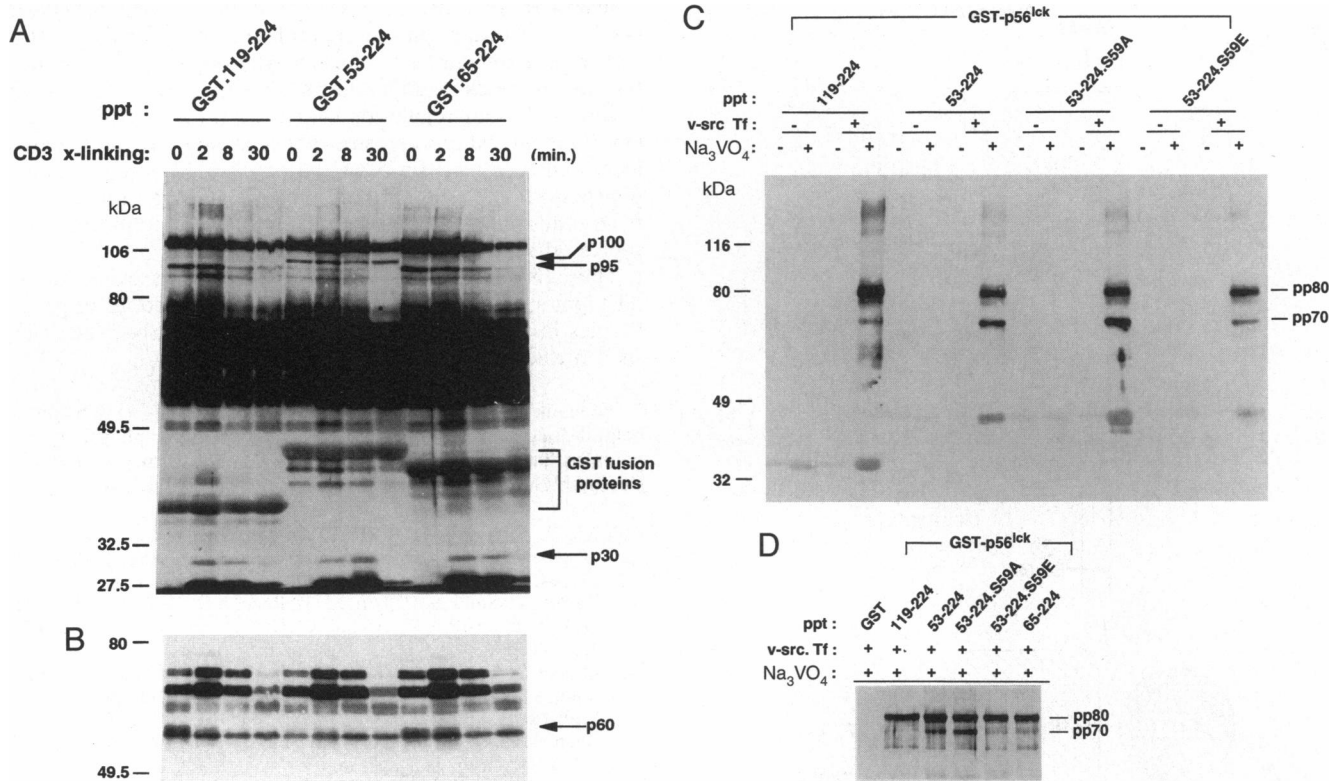 A
GST.119-224
GST.53-224
GST.65-224
ppt :
CD3 x-linking: 0 2 8 30 0 2 8 30 0 2 8 30 (min.)
kDa
106
80
49.5
32.5
27.5
p100
p95
GST fusion
proteins
p30
B
80
49.5
p60
C
GST-p56lck
119-224
53-224
53-224.S59A
53-224.S59E
ppt :
v-src Tf : - + - + - + - +
Na3VO4 : - + - + - + - + - + - + - + - +
kDa
116
80
49
32
pp80
pp70
D
GST-p56lck
GST
119-224
53-224
53-224.S59A
53-224.S59E
65-224
ppt :
v-src. Tf : + + + + + +
Na3VO4 : + + + + + +
pp80
pp70